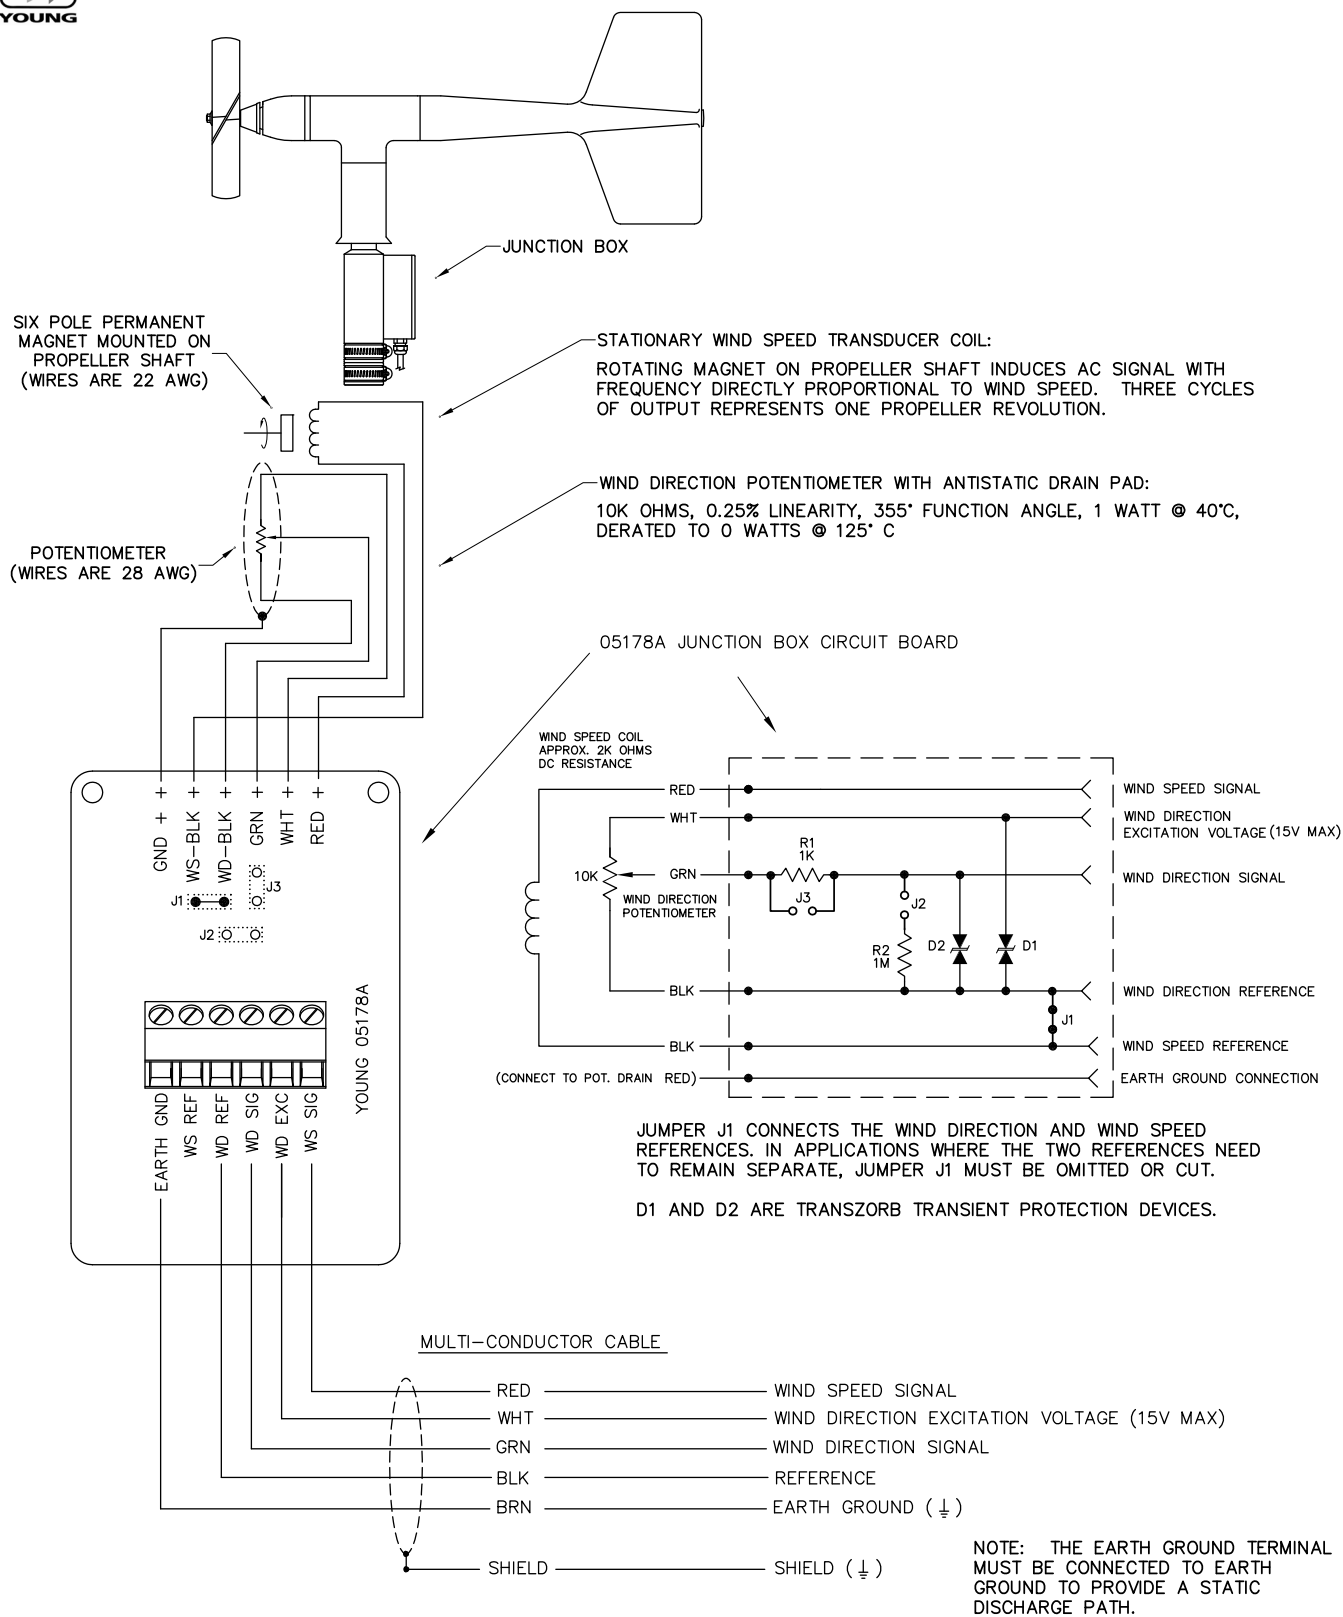 YOUNG
JUNCTION BOX
SIX POLE PERMANENT
MAGNET MOUNTED ON
PROPELLER SHAFT
(WIRES ARE 22 AWG)
STATIONARY WIND SPEED TRANSDUCER COIL:
ROTATING MAGNET ON PROPELLER SHAFT INDUCES AC SIGNAL WITH
FREQUENCY DIRECTLY PROPORTIONAL TO WIND SPEED. THREE CYCLES
OF OUTPUT REPRESENTS ONE PROPELLER REVOLUTION.
WIND DIRECTION POTENTIOMETER WITH ANTISTATIC DRAIN PAD:
10K OHMS, 0.25% LINEARITY, 355° FUNCTION ANGLE, 1 WATT @ 40°C,
DERATED TO 0 WATTS @ 125° C
POTENTIOMETER
(WIRES ARE 28 AWG)
05178A JUNCTION BOX CIRCUIT BOARD
GND +
WS-BLK +
WD-BLK +
GRN +
WHT +
RED +
J1
J3
J2
YOUNG 05178A
EARTH GND
WS REF
WD REF
WD SIG
WD EXC
WS SIG
WIND SPEED COIL
APPROX. 2K OHMS
DC RESISTANCE
RED
WIND SPEED SIGNAL
WHT
WIND DIRECTION
EXCITATION VOLTAGE (15V MAX)
R1
1K
10K
GRN
WIND DIRECTION SIGNAL
WIND DIRECTION
POTENTIOMETER
J3
J2
R2
1M
D2
D1
BLK
WIND DIRECTION REFERENCE
J1
BLK
WIND SPEED REFERENCE
(CONNECT TO POT. DRAIN RED)
EARTH GROUND CONNECTION
JUMPER J1 CONNECTS THE WIND DIRECTION AND WIND SPEED
REFERENCES. IN APPLICATIONS WHERE THE TWO REFERENCES NEED
TO REMAIN SEPARATE, JUMPER J1 MUST BE OMITTED OR CUT.
D1 AND D2 ARE TRANSZORB TRANSIENT PROTECTION DEVICES.
MULTI-CONDUCTOR CABLE
RED WIND SPEED SIGNAL
WHT WIND DIRECTION EXCITATION VOLTAGE (15V MAX)
GRN WIND DIRECTION SIGNAL
BLK REFERENCE
BRN EARTH GROUND (⏚)
SHIELD SHIELD (⏚)
NOTE: THE EARTH GROUND TERMINAL
MUST BE CONNECTED TO EARTH
GROUND TO PROVIDE A STATIC
DISCHARGE PATH.